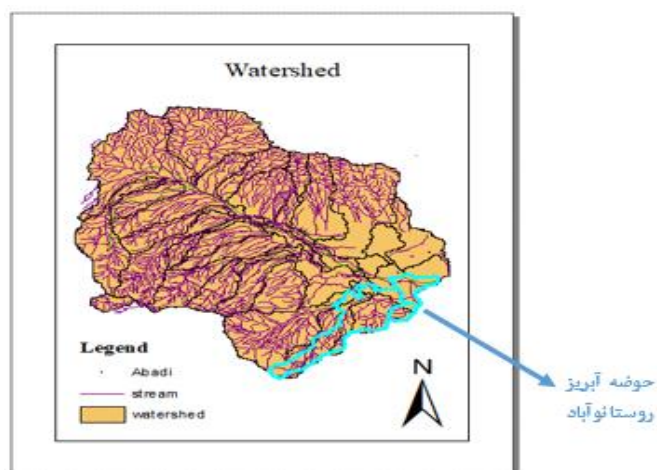 Watershed
Legend
Abadi
stream
watershed
N
حوضه آبریز
روستا نوآباد